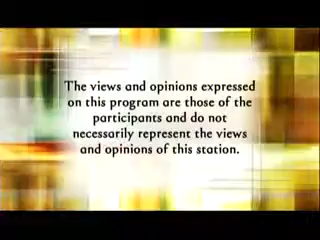 The views and opinions expressed
on this program are those of the
participants and do not
necessarily represent the views
and opinions of this station.